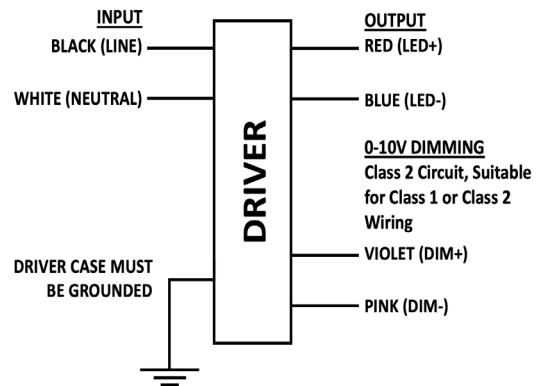 INPUT
BLACK (LINE)
WHITE (NEUTRAL)
DRIVER CASE MUST
BE GROUNDED
DRIVER
OUTPUT
RED (LED+)
BLUE (LED-)
0-10V DIMMING
Class 2 Circuit, Suitable
for Class 1 or Class 2
Wiring
VIOLET (DIM+)
PINK (DIM-)